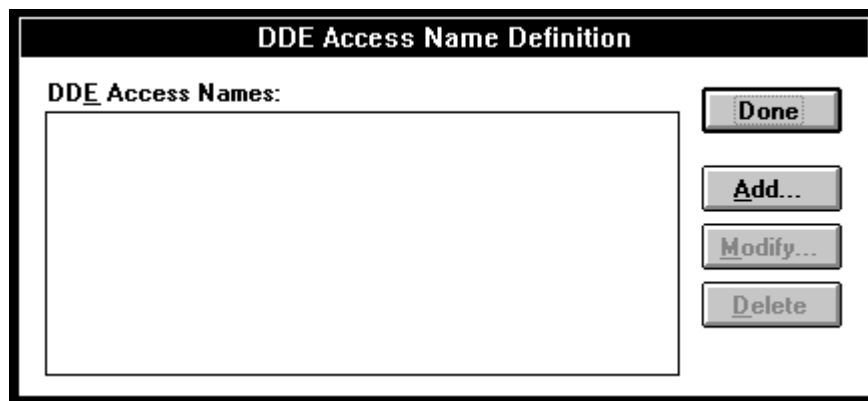 DDE Access Name Definition
DDE Access Names:
Done
Add...
Modify...
Delete